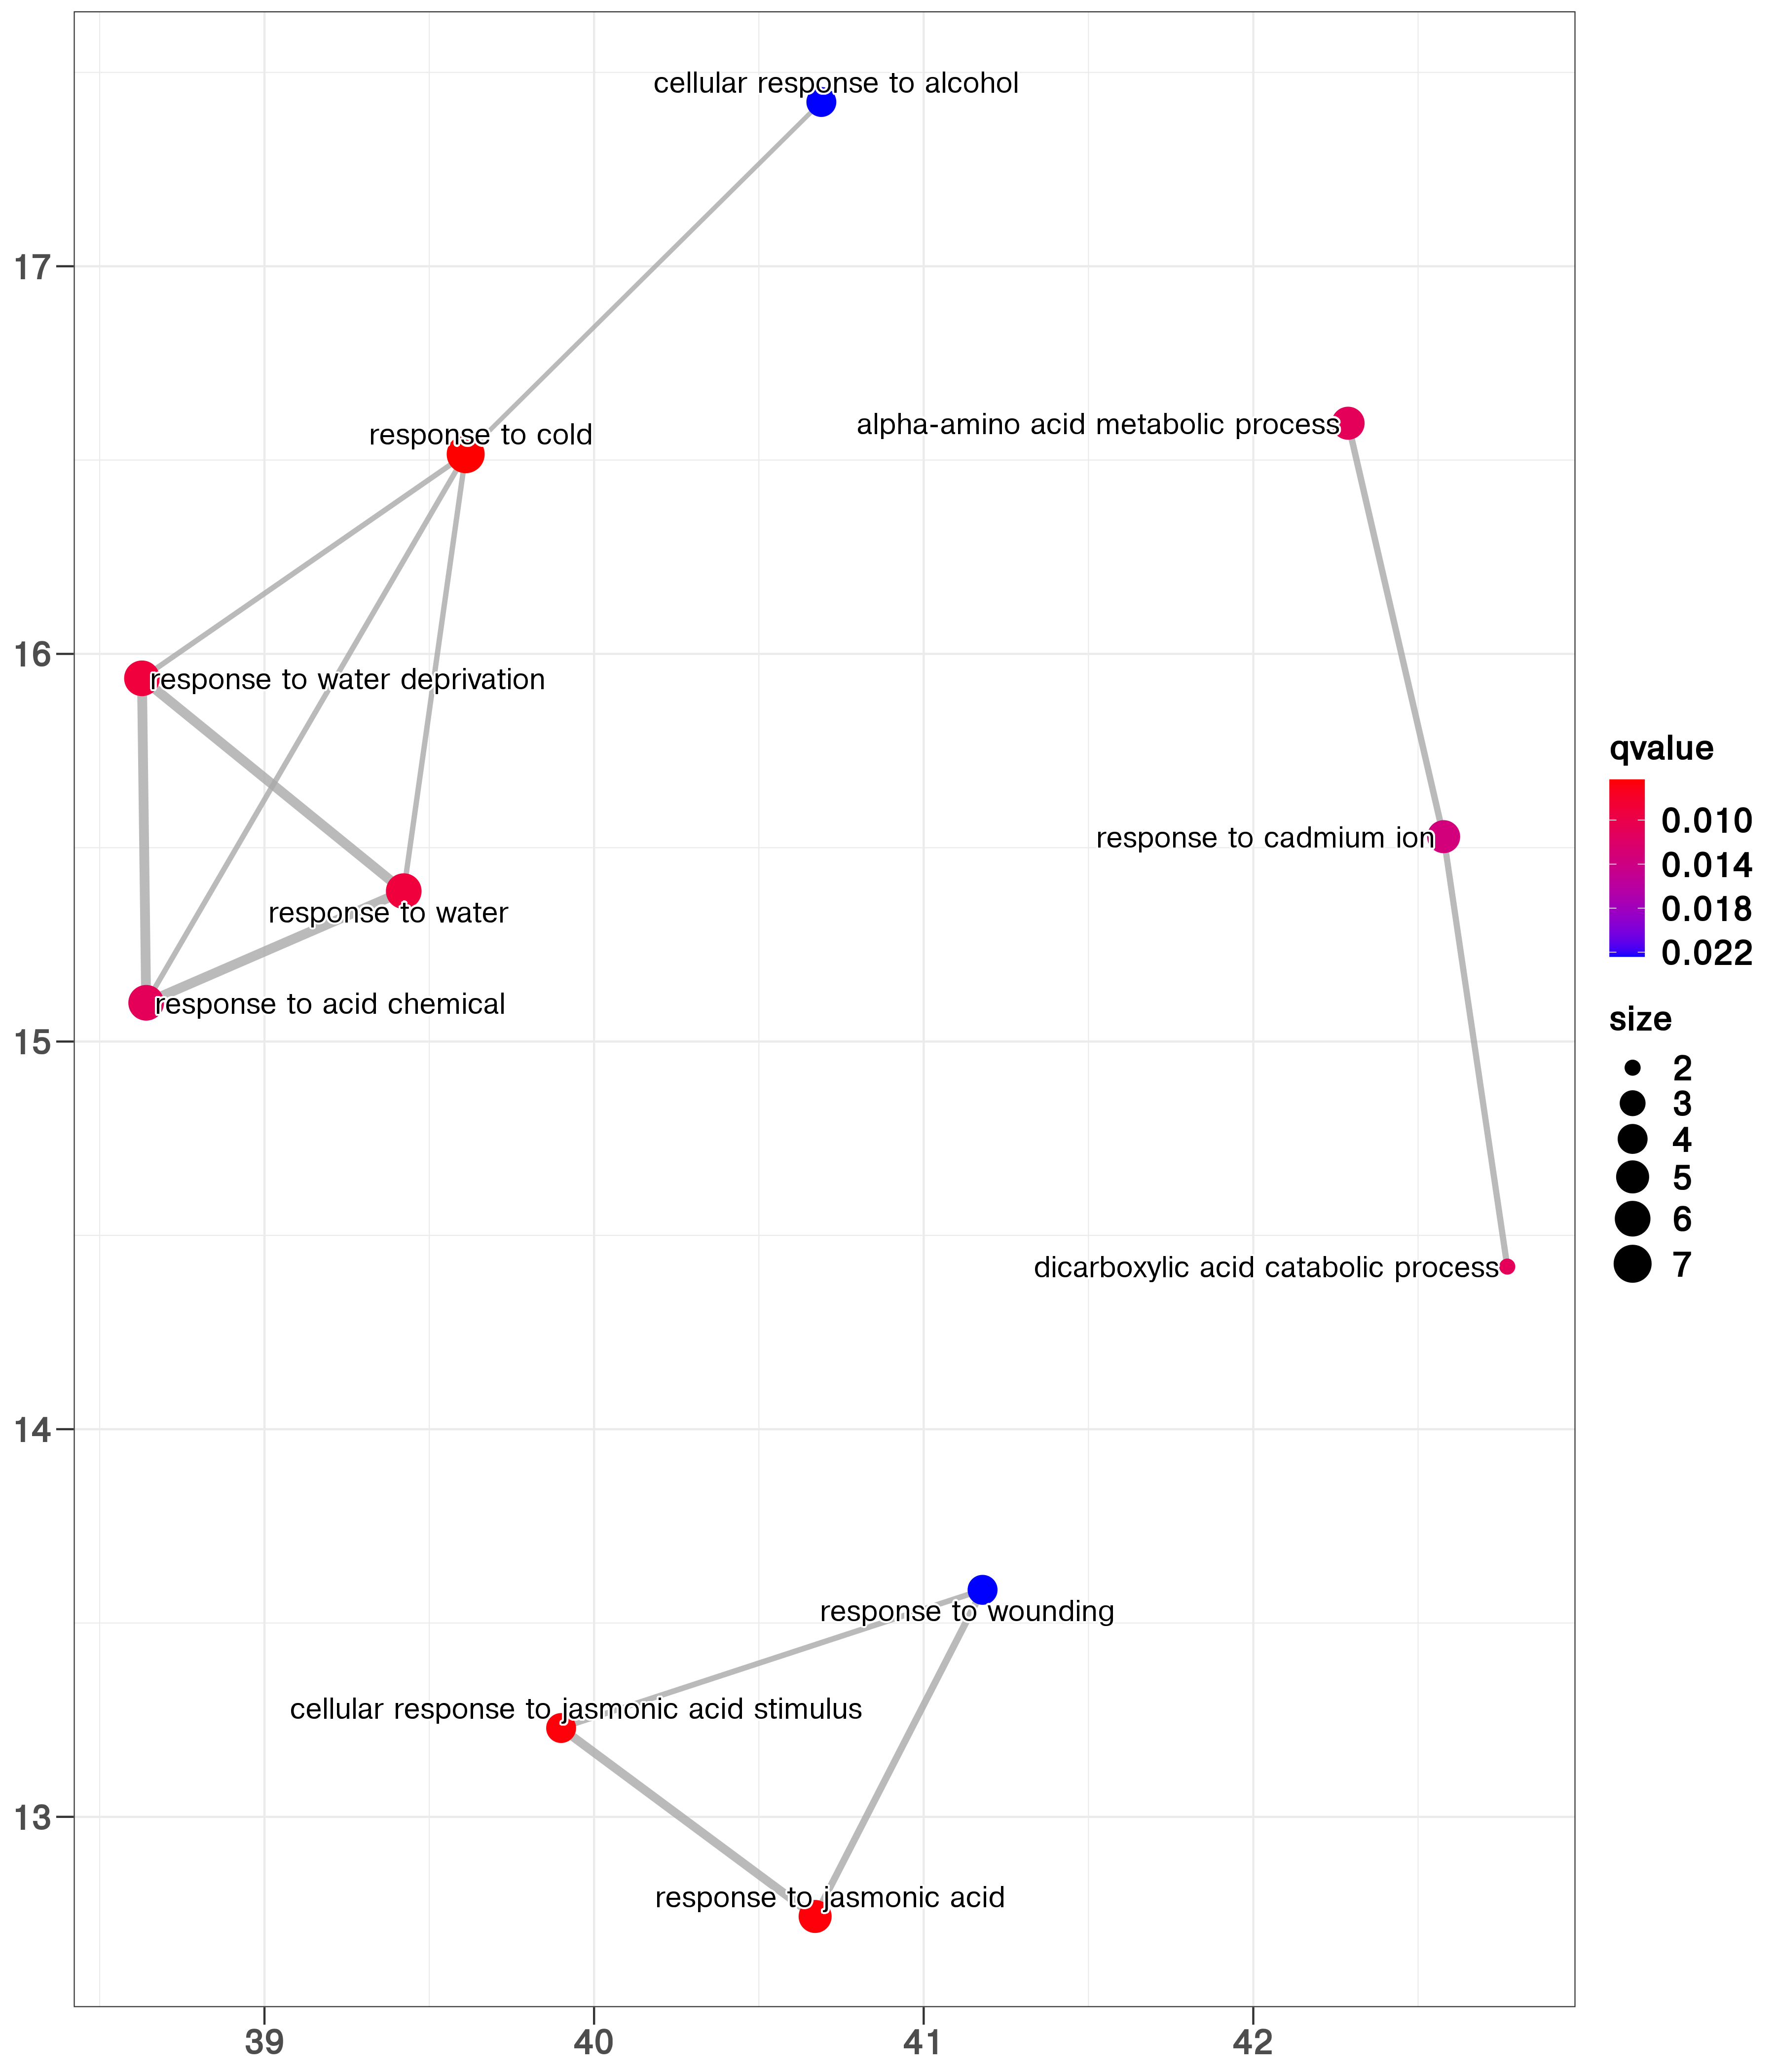 cellular response to alcohol
17
alpha-amino acid metabolic process
response to cold
16
response to water deprivation
qvalue
0.010
response to cadmium ion
0.014
response to water
0.018
0.022
response to acid chemical
size
15
2
3
4
5
6
dicarboxylic acid catabolic process
7
14
response to wounding
cellular response to jasmonic acid stimulus
13
response to jasmonic acid
39
40
41
42